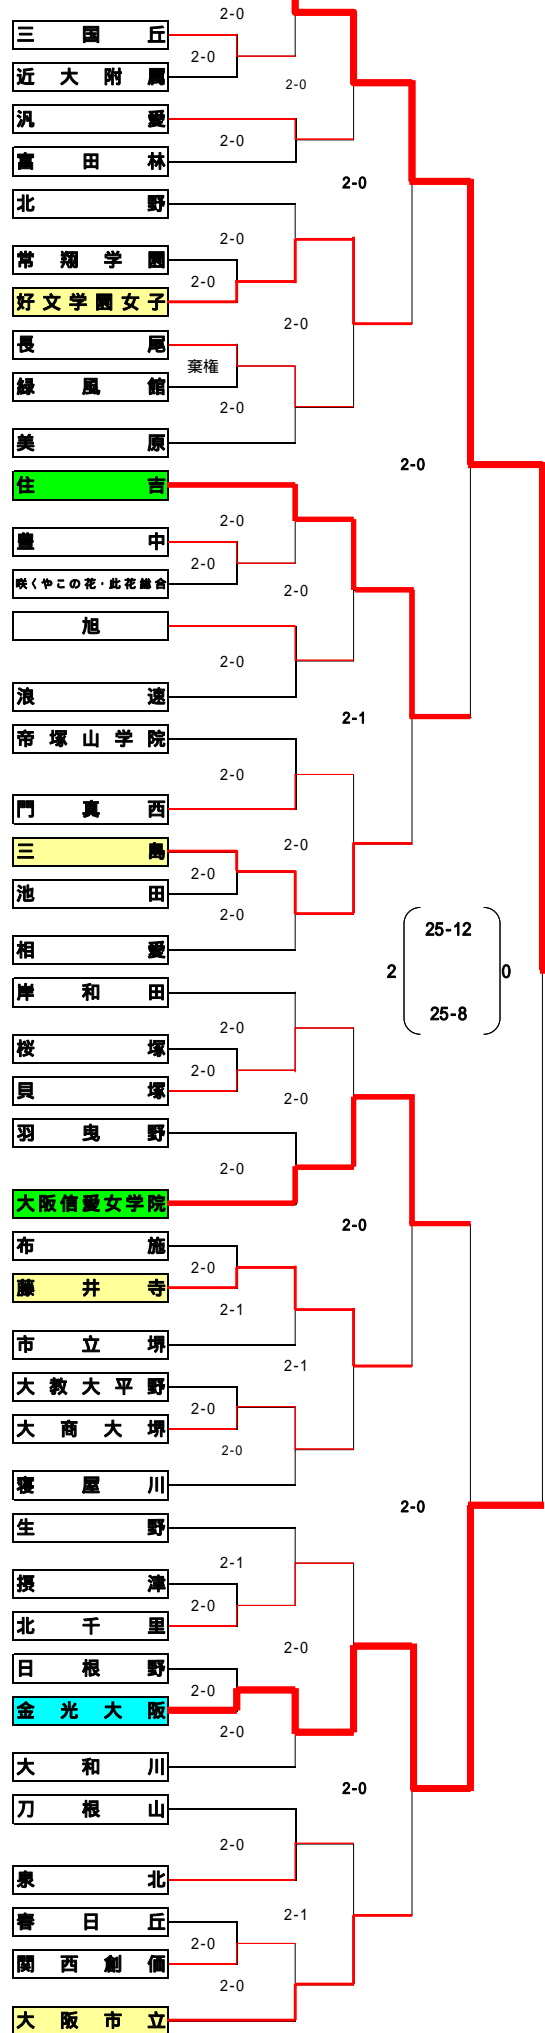 2-0
三国丘
2-0
近大附属
2-0
汎愛
2-0
富田林
2-0
北野
2-0
常翔学園
2-0
好文学園女子
2-0
長尾
棄権
緑風館
2-0
美原
2-0
住吉
2-0
豊中
2-0
咲くやこの花・此花総合
2-0
旭
2-0
浪速
2-1
帝塚山学院
2-0
門真西
2-0
三島
2-0
池田
2-0
25-12
相愛
2 0
岸和田
25-8
2-0
桜塚
2-0
貝塚
2-0
羽曳野
2-0
大阪信愛女学院
2-0
布施
2-0
藤井寺
2-1
市立堺
2-1
大教大平野
2-0
大商大堺
2-0
寝屋川
2-0
生野
2-1
摂津
2-0
北千里
2-0
日根野
2-0
金光大阪
2-0
大和川
2-0
刀根山
2-0
泉北
2-1
春日丘
2-0
関西創価
2-0
大阪市立